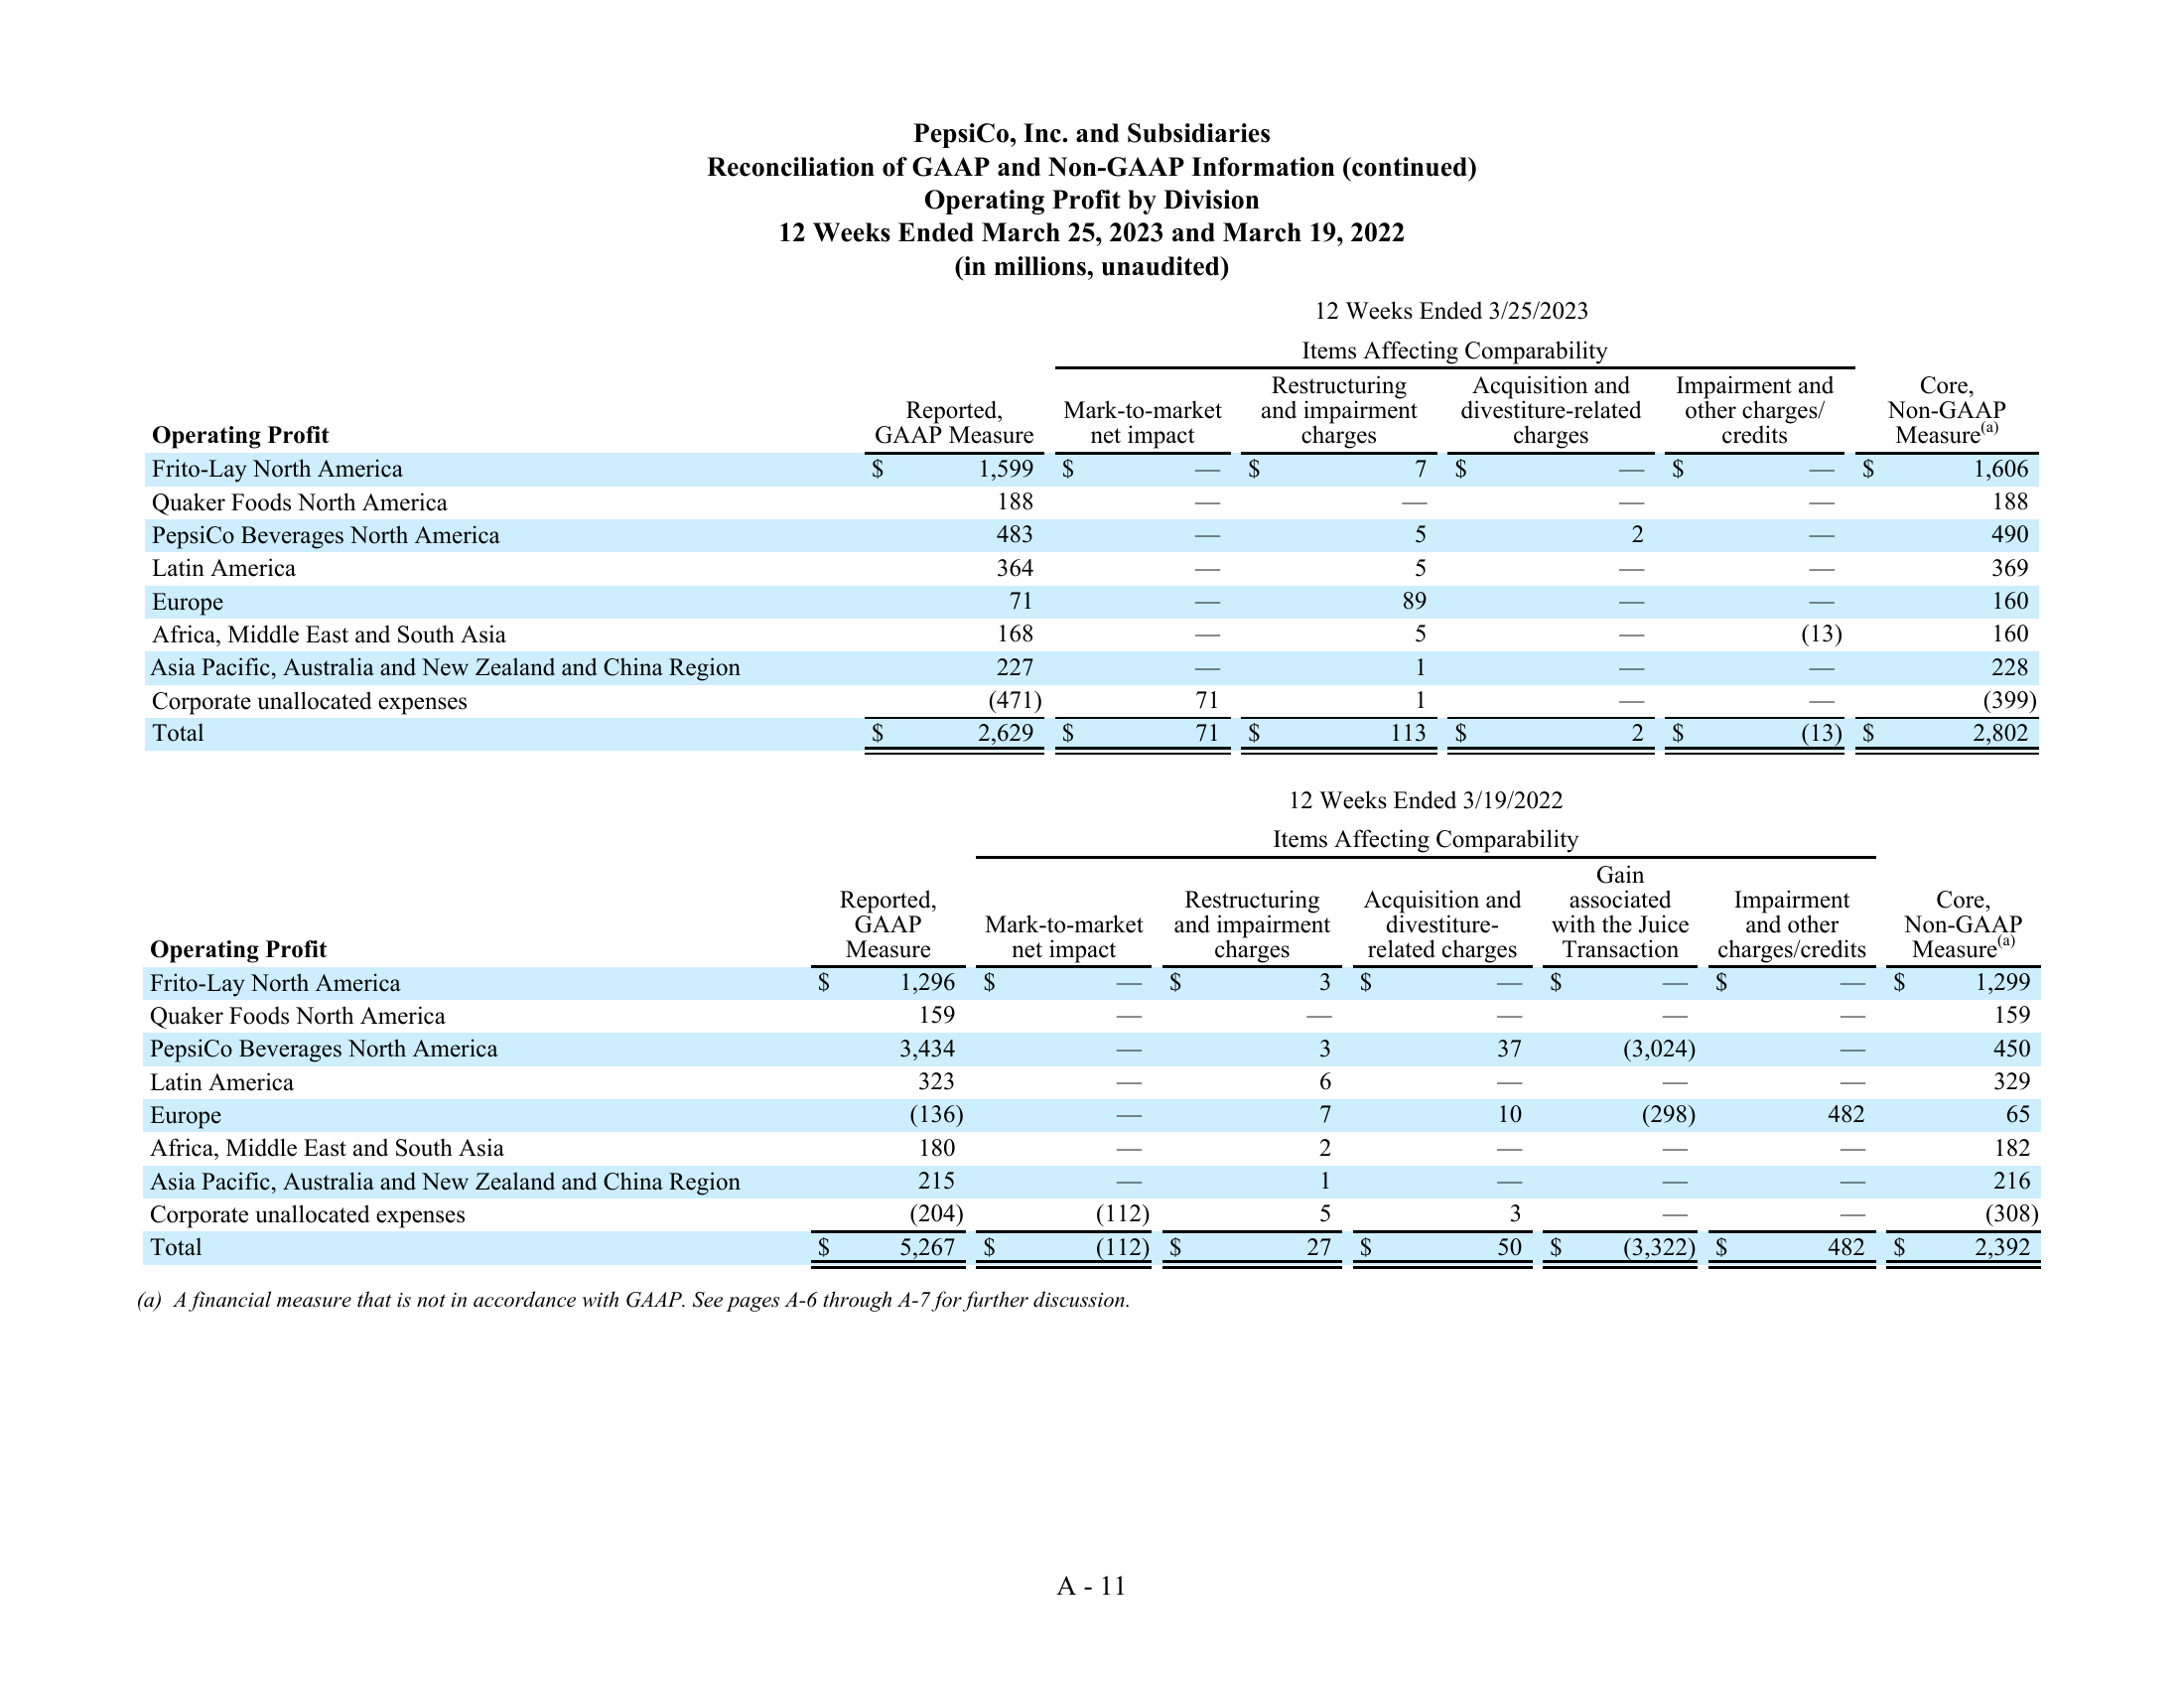 PepsiCo, Inc. and Subsidiaries
Reconciliation of GAAP and Non-GAAP Information (continued)
Operating Profit by Division
12 Weeks Ended March 25, 2023 and March 19, 2022
(in millions, unaudited)
12 Weeks Ended 3/25/2023
Items Affecting Comparability
Operating Profit Reported, GAAP Measure Mark-to-market net impact Restructuring and impairment charges Acquisition and divestiture-related charges Impairment and other charges/ credits Core, Non-GAAP Measure(a)
Frito-Lay North America $ 1,599 $ — $ 7 $ — $ — $ 1,606
Quaker Foods North America 188 — — — — 188
PepsiCo Beverages North America 483 — 5 2 — 490
Latin America 364 — 5 — — 369
Europe 71 — 89 — — 160
Africa, Middle East and South Asia 168 — 5 — (13) 160
Asia Pacific, Australia and New Zealand and China Region 227 — 1 — — 228
Corporate unallocated expenses (471) 71 1 — — (399)
Total $ 2,629 $ 71 $ 113 $ 2 $ (13) $ 2,802
12 Weeks Ended 3/19/2022
Items Affecting Comparability
Operating Profit Reported, GAAP Measure Mark-to-market net impact Restructuring and impairment charges Acquisition and divestiture-related charges Gain associated with the Juice Transaction Impairment and other charges/credits Core, Non-GAAP Measure(a)
Frito-Lay North America $ 1,296 $ — $ 3 $ — $ — $ — $ 1,299
Quaker Foods North America 159 — — — — — 159
PepsiCo Beverages North America 3,434 — 3 37 (3,024) — 450
Latin America 323 — 6 — — — 329
Europe (136) — 7 10 (298) 482 65
Africa, Middle East and South Asia 180 — 2 — — — 182
Asia Pacific, Australia and New Zealand and China Region 215 — 1 — — — 216
Corporate unallocated expenses (204) (112) 5 3 — — (308)
Total $ 5,267 $ (112) $ 27 $ 50 $ (3,322) $ 482 $ 2,392
(a) A financial measure that is not in accordance with GAAP. See pages A-6 through A-7 for further discussion.
A - 11